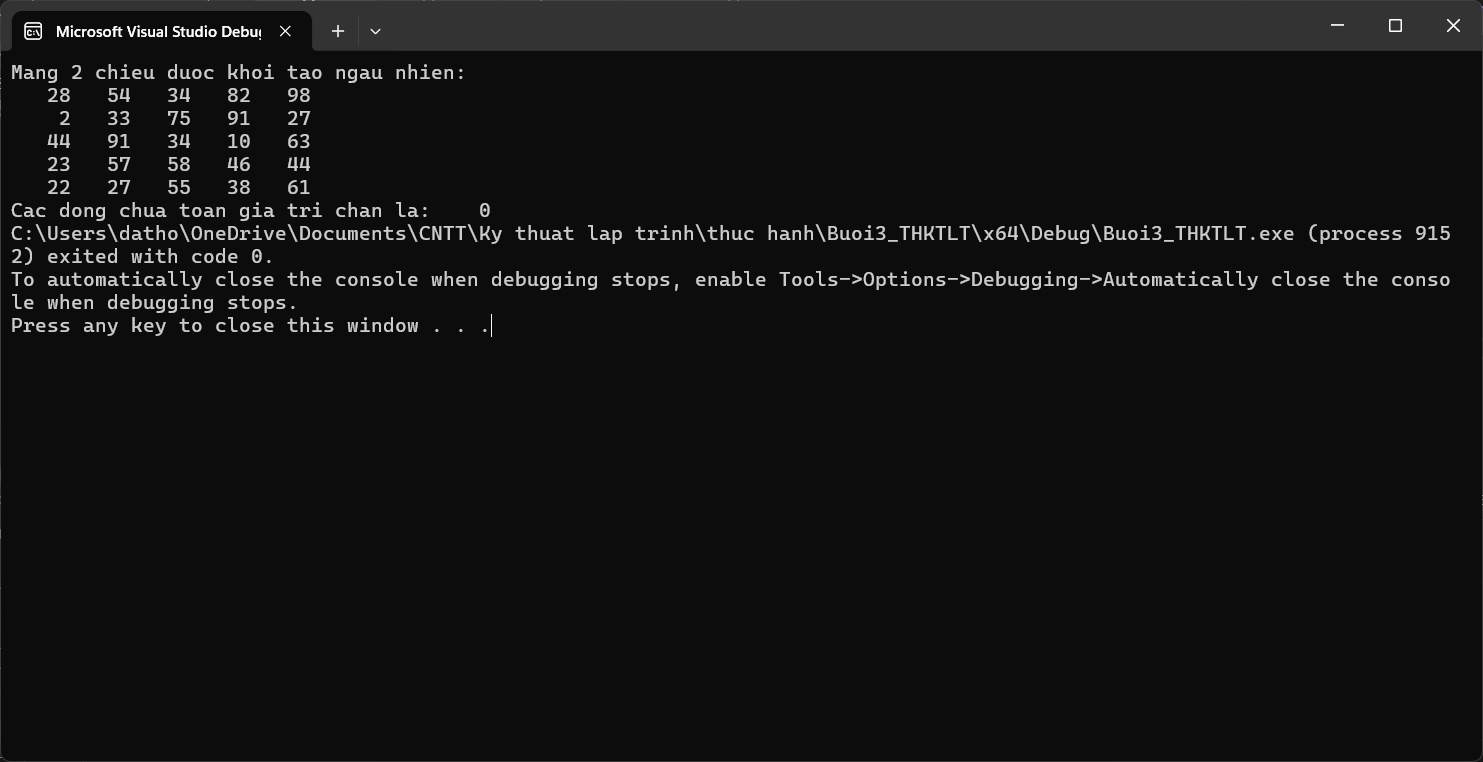 Microsoft Visual Studio Debu
Mang 2 chieu duoc khoi tao ngau nhien:
28 54 34 82 98
2 33 75 91 27
44 91 34 10 63
23 57 58 46 44
22 27 55 38 61
Cac dong chua toan gia tri chan la: 0
C:\Users\datho\OneDrive\Documents\CNTT\Ky thuat lap trinh\thuc hanh\Buoi3_THKTLT\x64\Debug\Buoi3_THKTLT.exe (process 915
2) exited with code 0.
To automatically close the console when debugging stops, enable Tools->Options->Debugging->Automatically close the conso
le when debugging stops.
Press any key to close this window . . .